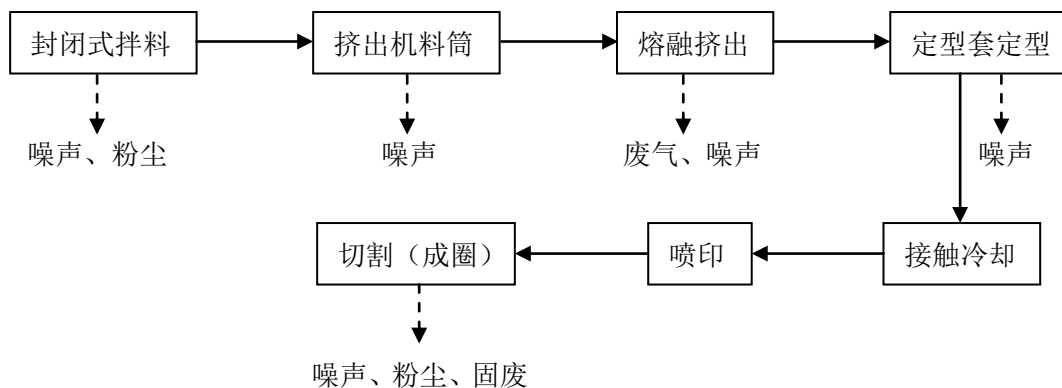 封闭式拌料
挤出机料筒
熔融挤出
定型套定型
噪声、粉尘
噪声
废气、噪声
噪声
切割（成圈）
喷印
接触冷却
噪声、粉尘、固废